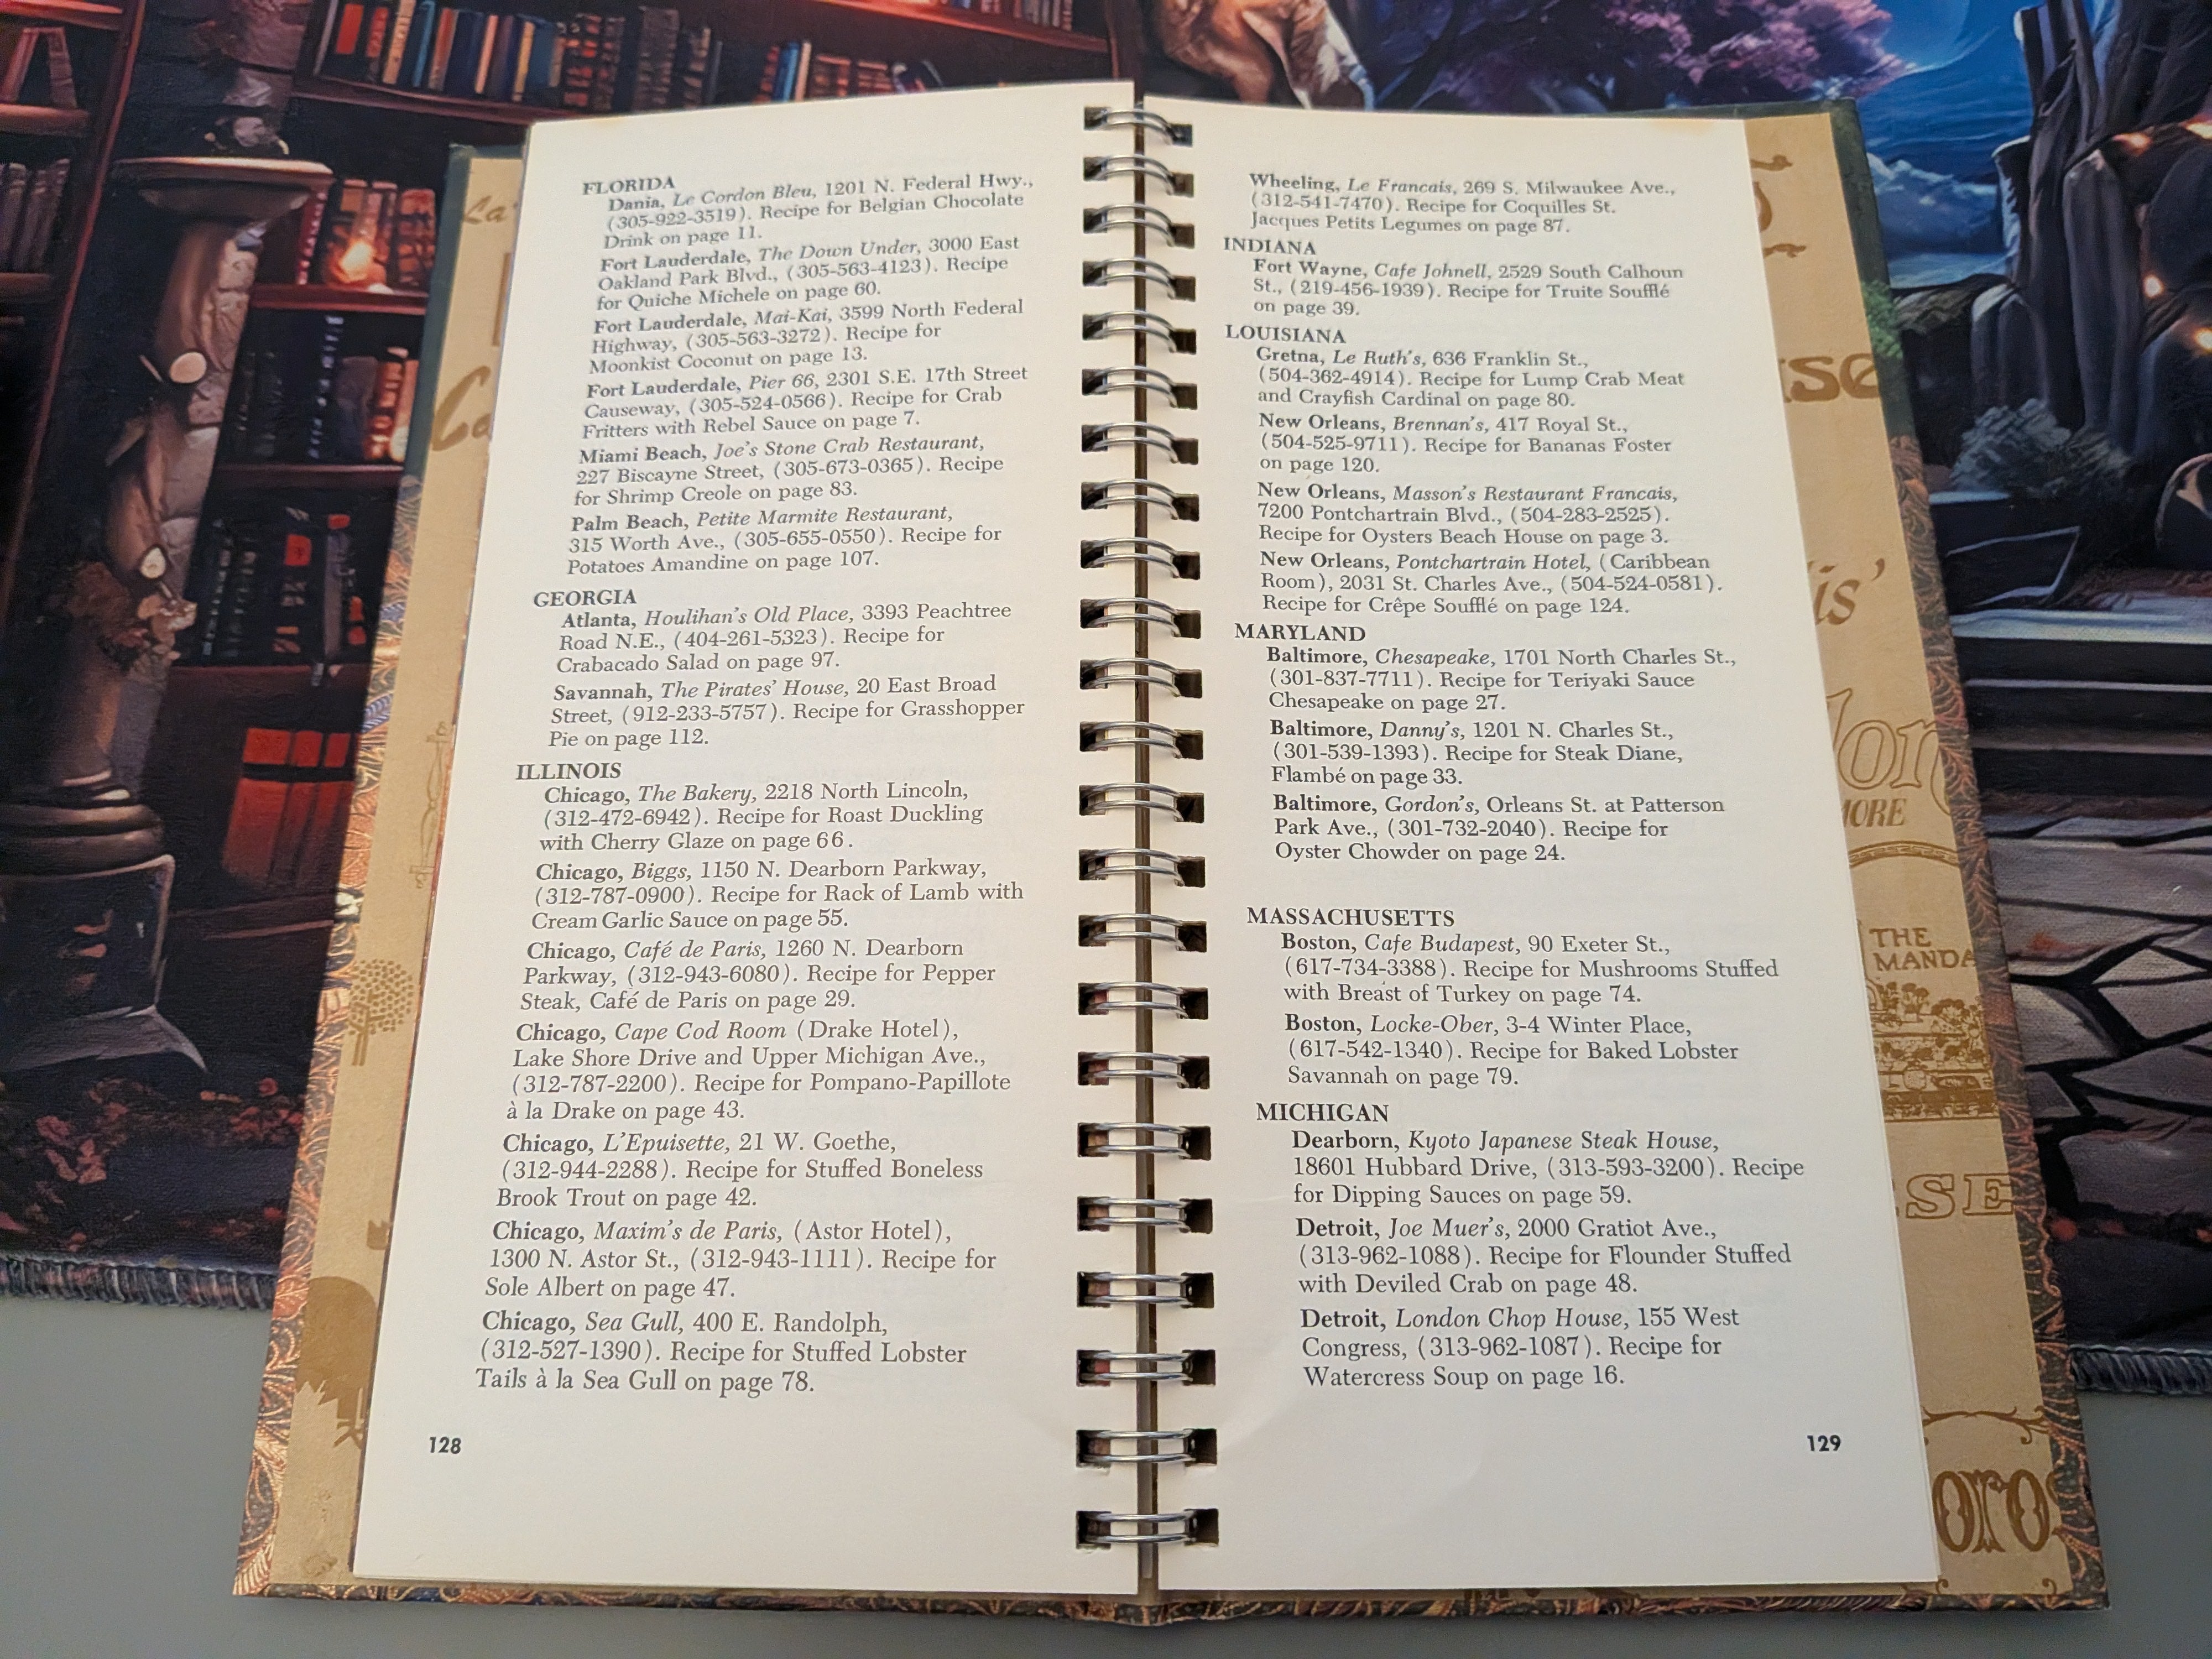 FLORIDA
Dania, Le Cordon Bleu, 1201 N. Federal Hwy.,
(305-922-3519). Recipe for Belgian Chocolate
Drink on page 11.
Fort Lauderdale, The Down Under, 3000 East
Oakland Park Blvd., (305-563-4123). Recipe
for Quiche Michele on page 60.
Fort Lauderdale, Mai-Kai, 3599 North Federal
Highway, (305-563-3272). Recipe for
Moonkist Coconut on page 13.
Fort Lauderdale, Pier 66, 2301 S.E. 17th Street
Causeway, (305-524-0566). Recipe for Crab
Fritters with Rebel Sauce on page 7.
Miami Beach, Joe's Stone Crab Restaurant,
227 Biscayne Street, (305-673-0365). Recipe
for Shrimp Creole on page 83.
Palm Beach, Petite Marmite Restaurant,
315 Worth Ave., (305-655-0550). Recipe for
Potatoes Amandine on page 107.
GEORGIA
Atlanta, Houlihan's Old Place, 3393 Peachtree
Road N.E., (404-261-5323). Recipe for
Crabacado Salad on page 97.
Savannah, The Pirates' House, 20 East Broad
Street, (912-233-5757). Recipe for Grasshopper
Pie on page 112.
ILLINOIS
Chicago, The Bakery, 2218 North Lincoln,
(312-472-6942). Recipe for Roast Duckling
with Cherry Glaze on page 66.
Chicago, Biggs, 1150 N. Dearborn Parkway,
(312-787-0900). Recipe for Rack of Lamb with
Cream Garlic Sauce on page 55.
Chicago, Café de Paris, 1260 N. Dearborn
Parkway, (312-943-6080). Recipe for Pepper
Steak, Café de Paris on page 29.
Chicago, Cape Cod Room (Drake Hotel),
Lake Shore Drive and Upper Michigan Ave.,
(312-787-2200). Recipe for Pompano-Papillote
à la Drake on page 43.
Chicago, L'Epuisette, 21 W. Goethe,
(312-944-2288). Recipe for Stuffed Boneless
Brook Trout on page 42.
Chicago, Maxim's de Paris, (Astor Hotel),
1300 N. Astor St., (312-943-1111). Recipe for
Sole Albert on page 47.
Chicago, Sea Gull, 400 E. Randolph,
(312-527-1390). Recipe for Stuffed Lobster
Tails à la Sea Gull on page 78.
128
Wheeling, Le Francais, 269 S. Milwaukee Ave.,
(312-541-7470). Recipe for Coquilles St.
Jacques Petits Legumes on page 87.
INDIANA
Fort Wayne, Cafe Johnell, 2529 South Calhoun
St., (219-456-1939). Recipe for Truite Soufflé
on page 39.
LOUISIANA
Gretna, Le Ruth's, 636 Franklin St.,
(504-362-4914). Recipe for Lump Crab Meat
and Crayfish Cardinal on page 80.
New Orleans, Brennan's, 417 Royal St.,
(504-525-9711). Recipe for Bananas Foster
on page 120.
New Orleans, Masson's Restaurant Francais,
7200 Pontchartrain Blvd., (504-283-2525).
Recipe for Oysters Beach House on page 3.
New Orleans, Pontchartrain Hotel, (Caribbean
Room), 2031 St. Charles Ave., (504-524-0581).
Recipe for Crêpe Soufflé on page 124.
MARYLAND
Baltimore, Chesapeake, 1701 North Charles St.,
(301-837-7711). Recipe for Teriyaki Sauce
Chesapeake on page 27.
Baltimore, Danny's, 1201 N. Charles St.,
(301-539-1393). Recipe for Steak Diane,
Flambé on page 33.
Baltimore, Gordon's, Orleans St. at Patterson
Park Ave., (301-732-2040). Recipe for
Oyster Chowder on page 24.
MASSACHUSETTS
Boston, Cafe Budapest, 90 Exeter St.,
(617-734-3388). Recipe for Mushrooms Stuffed
with Breast of Turkey on page 74.
Boston, Locke-Ober, 3-4 Winter Place,
(617-542-1340). Recipe for Baked Lobster
Savannah on page 79.
MICHIGAN
Dearborn, Kyoto Japanese Steak House,
18601 Hubbard Drive, (313-593-3200). Recipe
for Dipping Sauces on page 59.
Detroit, Joe Muer's, 2000 Gratiot Ave.,
(313-962-1088). Recipe for Flounder Stuffed
with Deviled Crab on page 48.
Detroit, London Chop House, 155 West
Congress, (313-962-1087). Recipe for
Watercress Soup on page 16.
129
THE